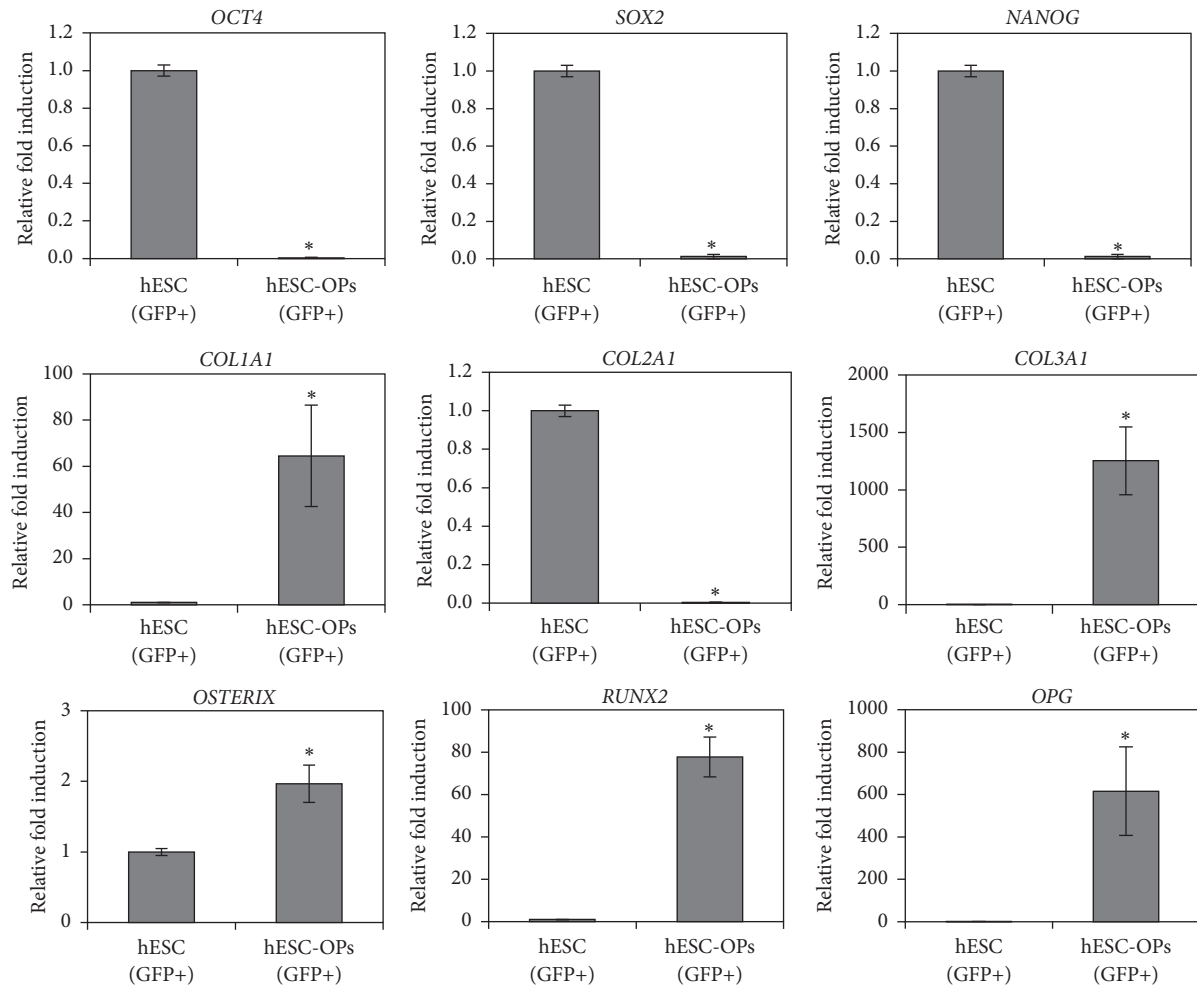 OCT4
Relative fold induction
1.2
1.0
0.8
0.6
0.4
0.2
0.0
*
hESC
(GFP+)
hESC-OPs
(GFP+)
SOX2
Relative fold induction
1.2
1.0
0.8
0.6
0.4
0.2
0.0
*
hESC
(GFP+)
hESC-OPs
(GFP+)
NANOG
Relative fold induction
1.2
1.0
0.8
0.6
0.4
0.2
0.0
*
hESC
(GFP+)
hESC-OPs
(GFP+)
COL1A1
Relative fold induction
100
80
60
40
20
0
*
hESC
(GFP+)
hESC-OPs
(GFP+)
COL2A1
Relative fold induction
1.2
1.0
0.8
0.6
0.4
0.2
0.0
*
hESC
(GFP+)
hESC-OPs
(GFP+)
COL3A1
Relative fold induction
2000
1500
1000
500
0
*
hESC
(GFP+)
hESC-OPs
(GFP+)
OSTERIX
Relative fold induction
3
2
1
0
*
hESC
(GFP+)
hESC-OPs
(GFP+)
RUNX2
Relative fold induction
100
80
60
40
20
0
*
hESC
(GFP+)
hESC-OPs
(GFP+)
OPG
Relative fold induction
1000
800
600
400
200
0
*
hESC
(GFP+)
hESC-OPs
(GFP+)